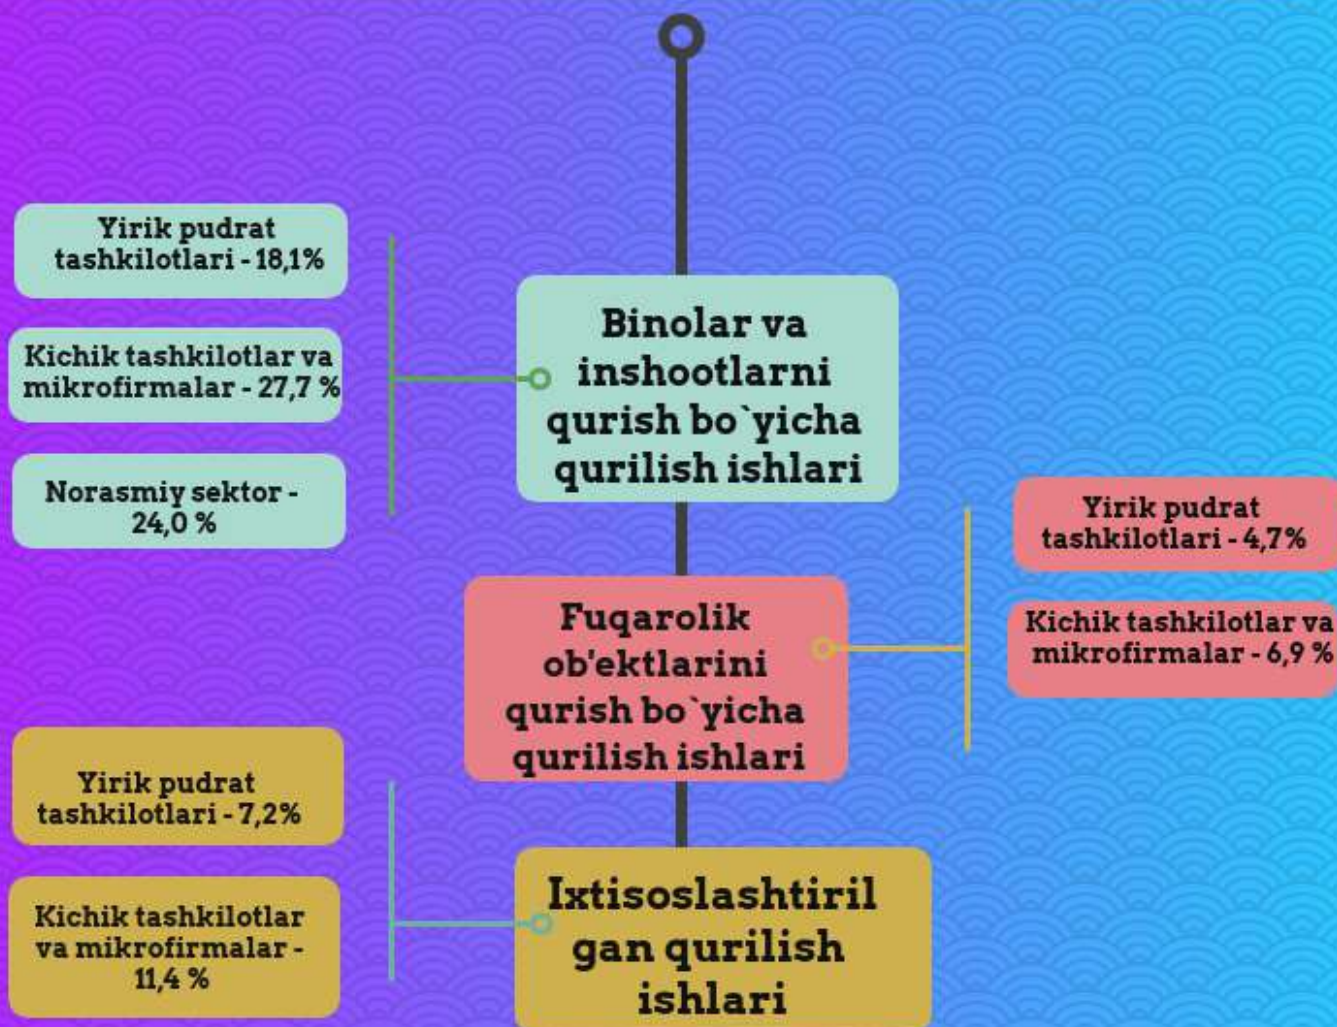 Yirik pudrat
tashkilotlari - 18,1%
Kichik tashkilotlar va
mikrofirmalar - 27,7 %
Norasmiy sektor -
24,0 %
Binolar va
inshootlarni
qurish bo`yicha
qurilish ishlari
Yirik pudrat
tashkilotlari - 4,7%
Kichik tashkilotlar va
mikrofirmalar - 6,9 %
Fuqarolik
ob'ektlarini
qurish bo`yicha
qurilish ishlari
Yirik pudrat
tashkilotlari - 7,2%
Kichik tashkilotlar
va mikrofirmalar -
11,4 %
Ixtisoslashtiril
gan qurilish
ishlari